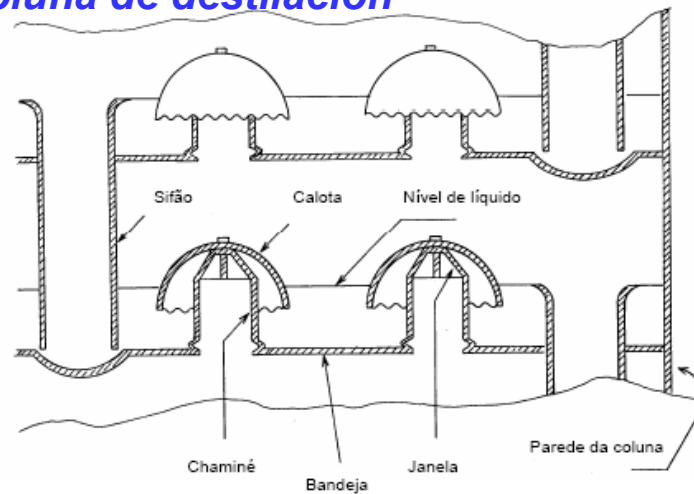 oluna de destilación
Sifão
Calota
Nível de líquido
Chaminé
Bandeja
Janela
Parede da coluna